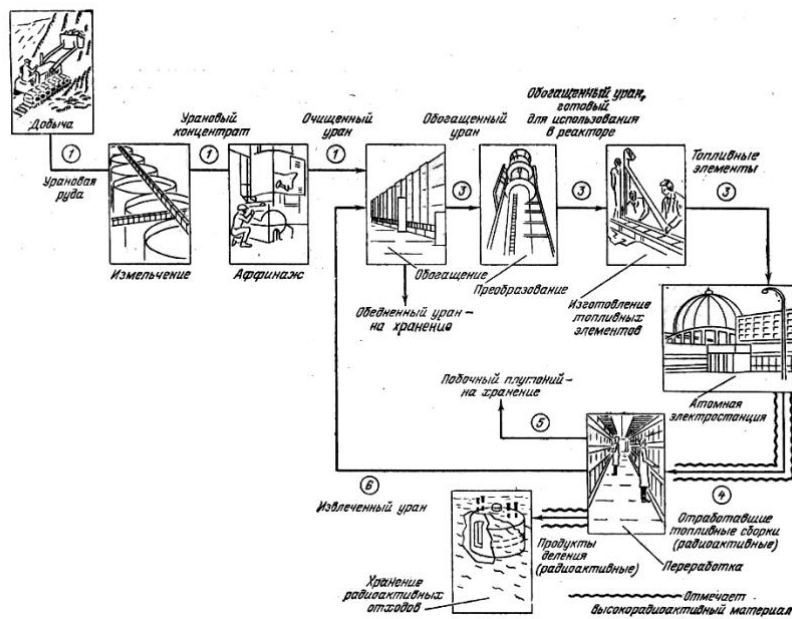 Добыча
1
Урановая
руда
Измельчение
Урановый
концентрат
1
Аффинаж
Очищенный
уран
1
Обогащение
Обедненный уран —
на хранение
Обогащенный
уран
3
Преобразование
Обогащенный уран,
готовый
для использования
в реакторе
3
Изготовление
топливных
элементов
Топливные
элементы
3
Атомная
электростанция
4
Отработавшие
топливные сборки
(радиоактивные)
Переработка
Побочный плутоний —
на хранение
5
6
Извлеченный уран
Продукты
деления
(радиоактивные)
Хранение
радиоактивных
отходов
Отмечает
высокорадиоактивный материал